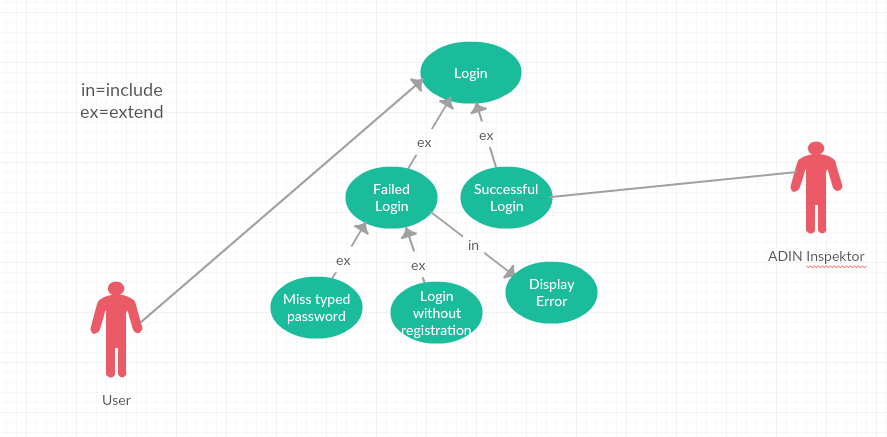 Login
in=include
ex=extend
ex
ex
Failed
Login
Successful
Login
in
ADIN Inspektor
ex
ex
Miss typed
password
Login
without
registration
Display
Error
User